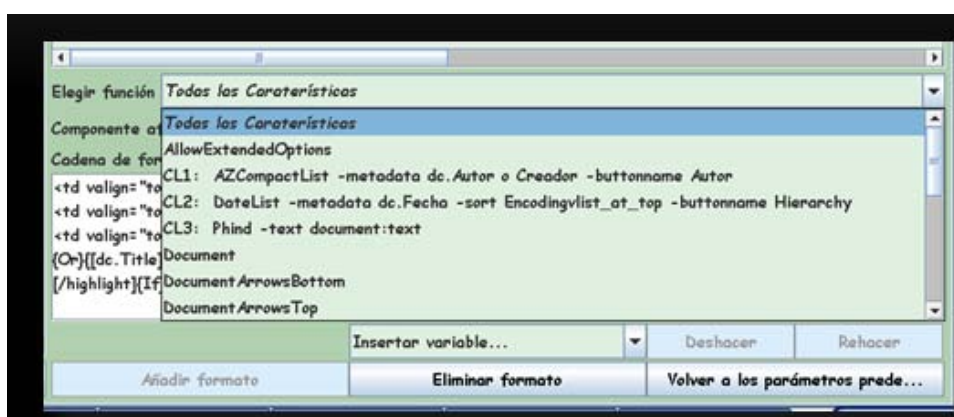 Elegir función Todas las Caraterísticas
Componente a Todas las Caraterísticas
Cadena de for AllowExtendedOptions
CL1: AZCompactList -metadata dc.Autor o Creador -buttonname Autor
<td valign="to
CL2: DateList -metadata dc.Fecha -sort Encodingvlist_at_top -buttonname Hierarchy
<td valign="to
CL3: Phind -text document:text
<td valign="to
{Or}{[dc.Title] Document
[/highlight]{If DocumentArrowsBottom
DocumentArrowsTop
Insertar variable... Deshacer Rehacer
Añadir formato Eliminar formato Volver a los parámetros prede...